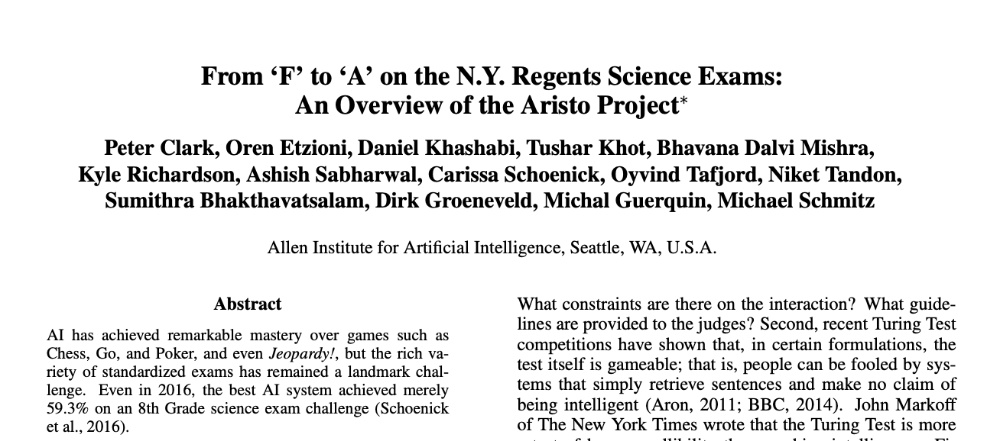 From ‘F’ to ‘A’ on the N.Y. Regents Science Exams:
An Overview of the Aristo Project*
Peter Clark, Oren Etzioni, Daniel Khashabi, Tushar Khot, Bhavana Dalvi Mishra,
Kyle Richardson, Ashish Sabharwal, Carissa Schoenick, Oyvind Tafjord, Niket Tandon,
Sumithra Bhakthavatsalam, Dirk Groeneveld, Michal Guerquin, Michael Schmitz
Allen Institute for Artificial Intelligence, Seattle, WA, U.S.A.
Abstract
AI has achieved remarkable mastery over games such as
Chess, Go, and Poker, and even Jeopardy!, but the rich va-
riety of standardized exams has remained a landmark chal-
lenge. Even in 2016, the best AI system achieved merely
59.3% on an 8th Grade science exam challenge (Schoenick
et al., 2016).
What constraints are there on the interaction? What guide-
lines are provided to the judges? Second, recent Turing Test
competitions have shown that, in certain formulations, the
test itself is gameable; that is, people can be fooled by sys-
tems that simply retrieve sentences and make no claim of
being intelligent (Aron, 2011; BBC, 2014). John Markoff
of The New York Times wrote that the Turing Test is more